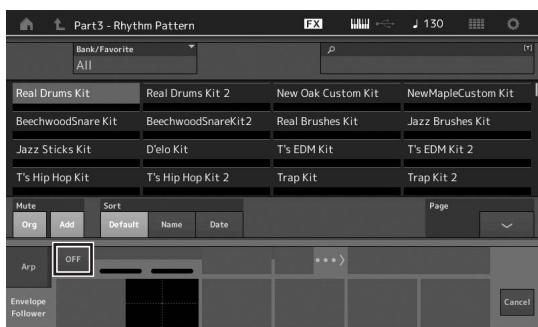 Part3 - Rhythm Pattern FX ♩ 130
Bank/Favorite
All
[T]
Real Drums Kit Real Drums Kit 2 New Oak Custom Kit NewMapleCustom Kit
BeechwoodSnare Kit BeechwoodSnareKit2 Real Brushes Kit Jazz Brushes Kit
Jazz Sticks Kit D'elo Kit T's EDM Kit T's EDM Kit 2
T's Hip Hop Kit T's Hip Hop Kit 2 Trap Kit Trap Kit 2
Mute Sort Page
Org Add Default Name Date
Arp OFF
Envelope
Follower
Cancel